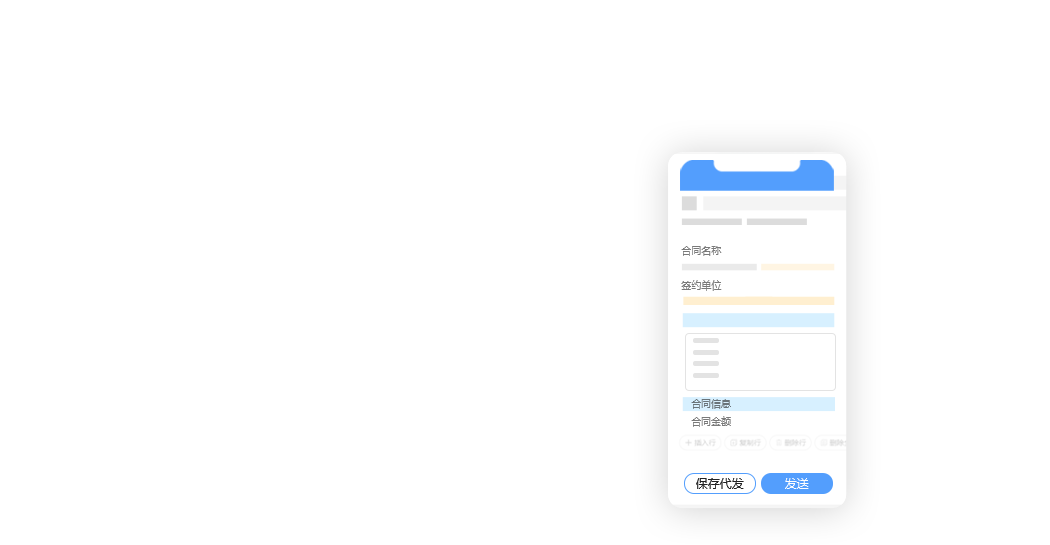 合同名称
签约单位
合同信息
合同金额
插入行 复制行 删除行
保存代发 发送